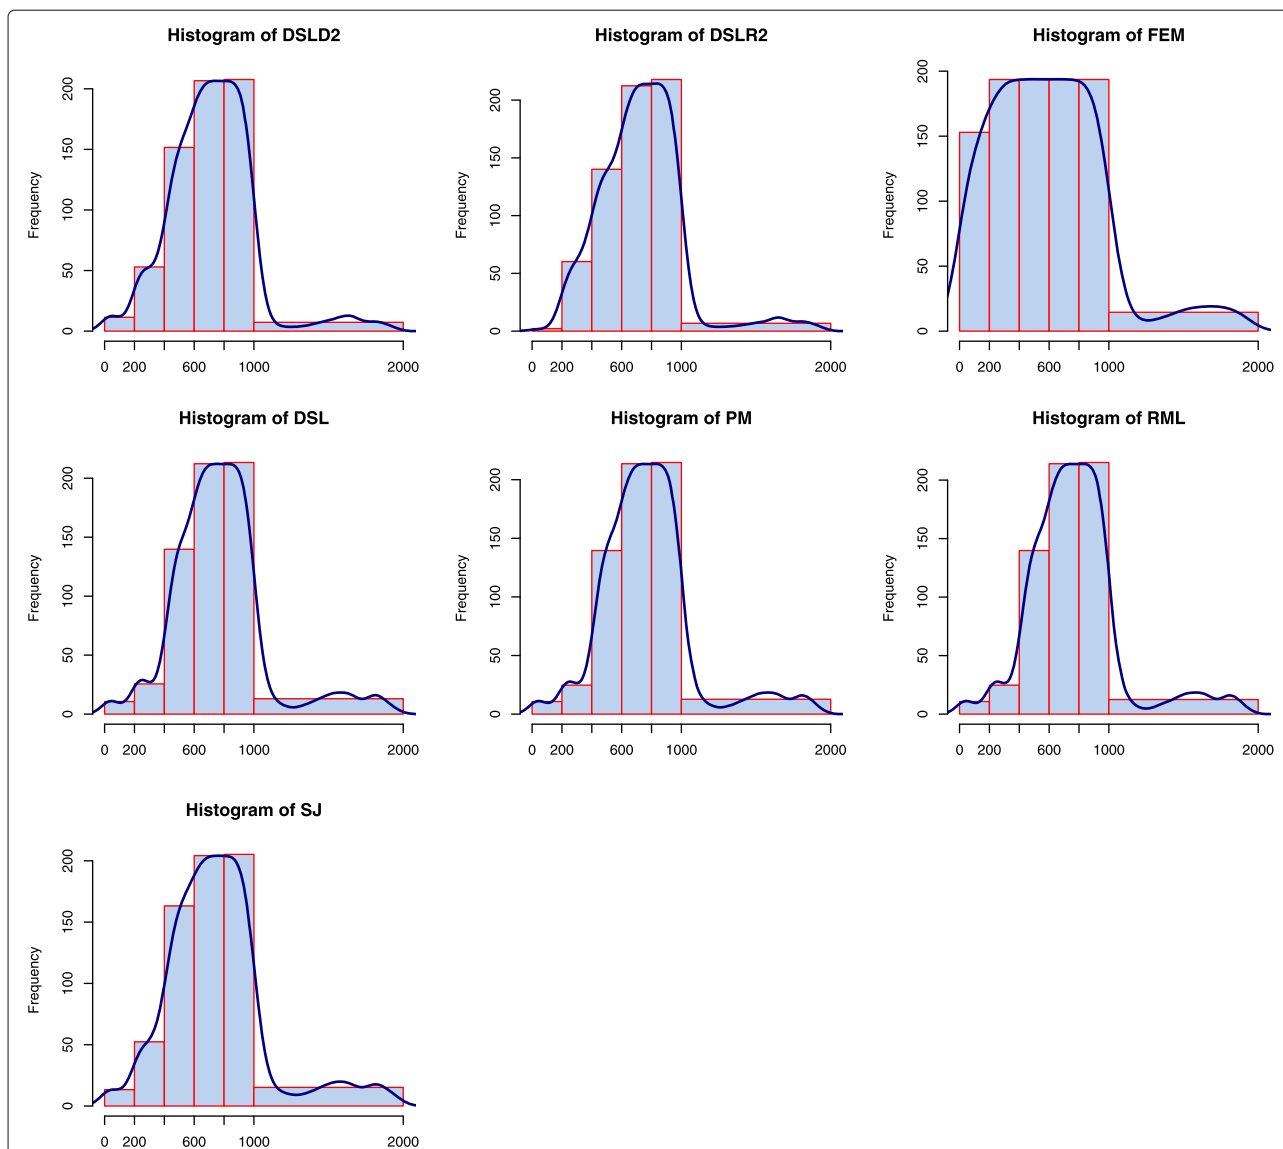 Histogram of DSLD2
Histogram of DSLR2
Histogram of FEM
Frequency
0 50 100 150 200
0 200 600 1000 2000
Frequency
0 50 100 150 200
0 200 600 1000 2000
Frequency
0 50 100 150 200
0 200 600 1000 2000
Histogram of DSL
Histogram of PM
Histogram of RML
Frequency
0 50 100 150 200
0 200 600 1000 2000
Frequency
0 50 100 150 200
0 200 600 1000 2000
Frequency
0 50 100 150 200
0 200 600 1000 2000
Histogram of SJ
Frequency
0 50 100 150 200
0 200 600 1000 2000